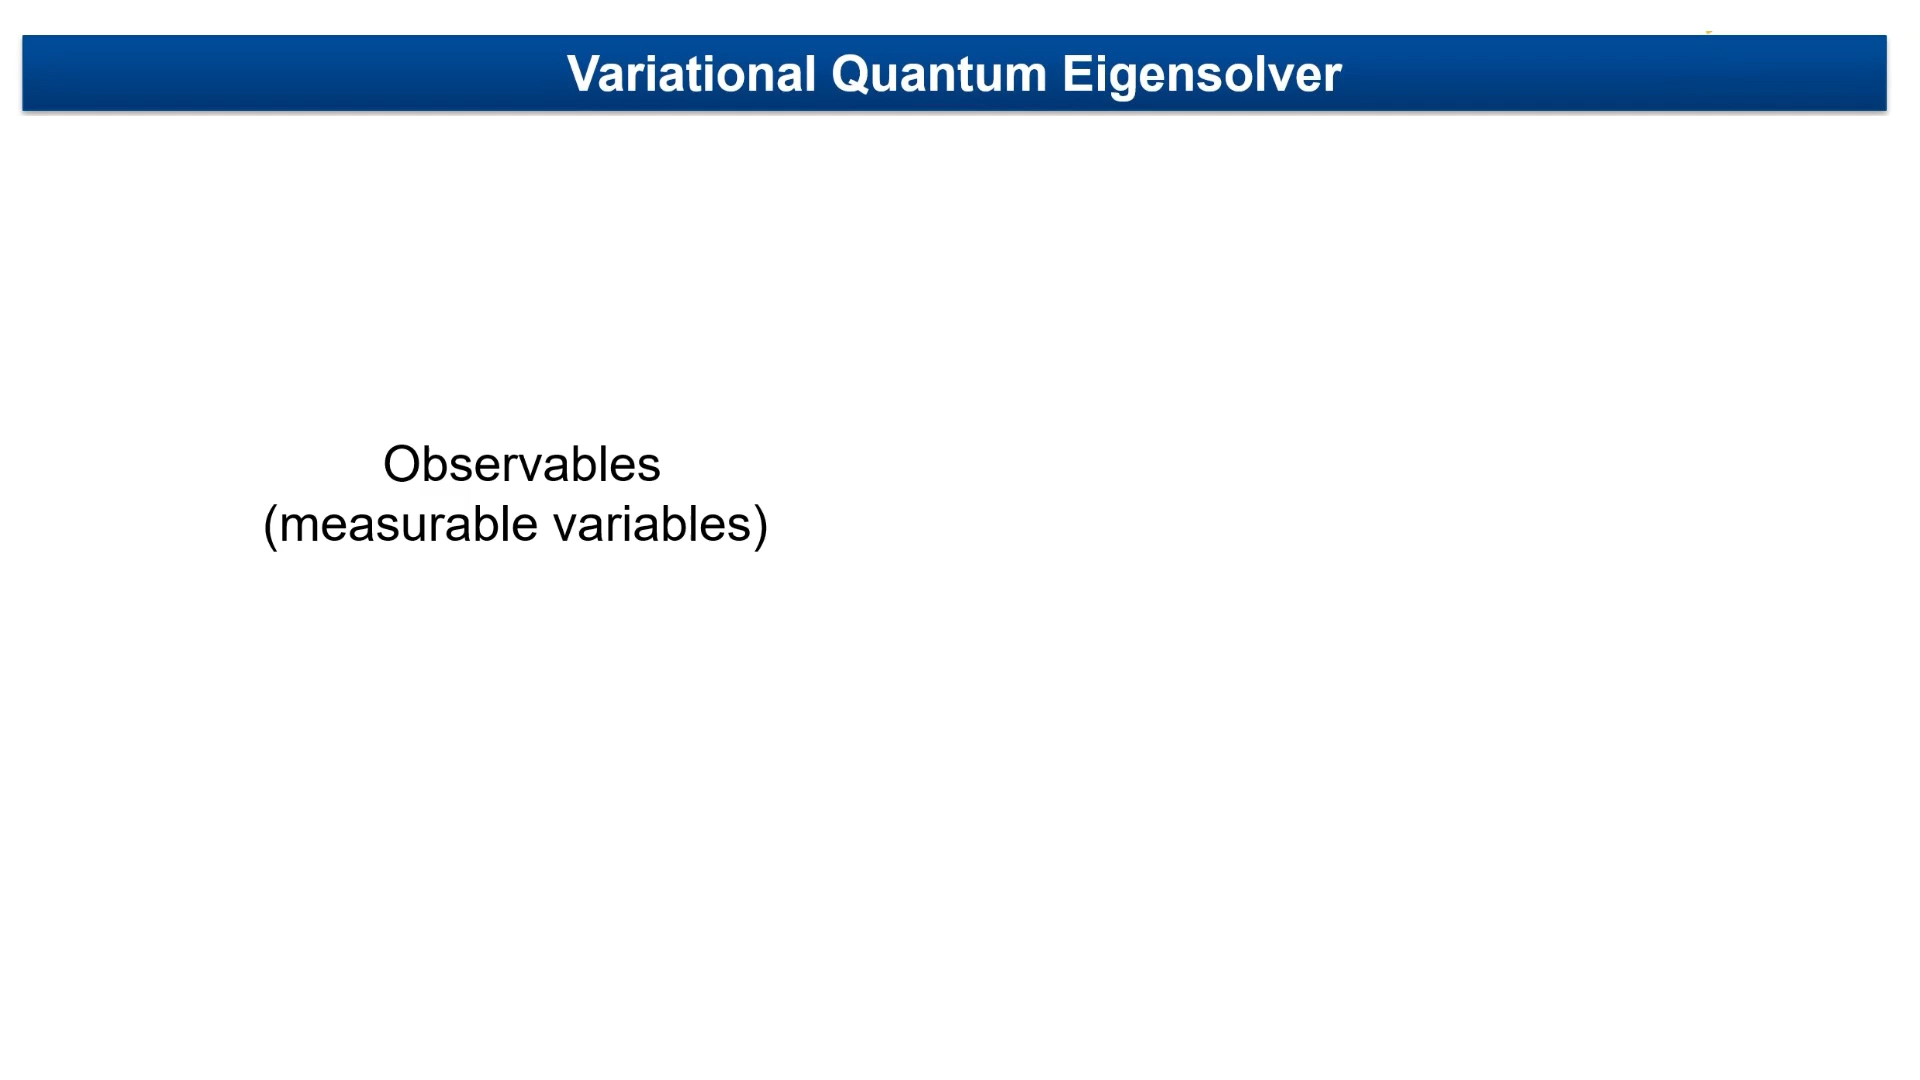 Variational Quantum Eigensolver
Observables
(measurable variables)